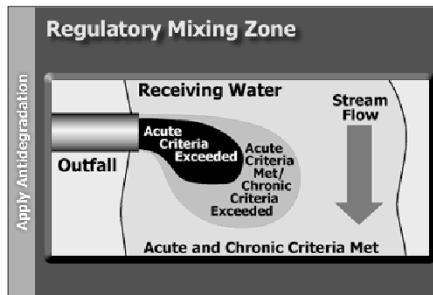 Regulatory Mixing Zone
Apply Antidegradation
Receiving Water
Stream
Flow
Outfall
Acute
Criteria
Exceeded
Acute
Criteria
Met/
Chronic
Criteria
Exceeded
Acute and Chronic Criteria Met